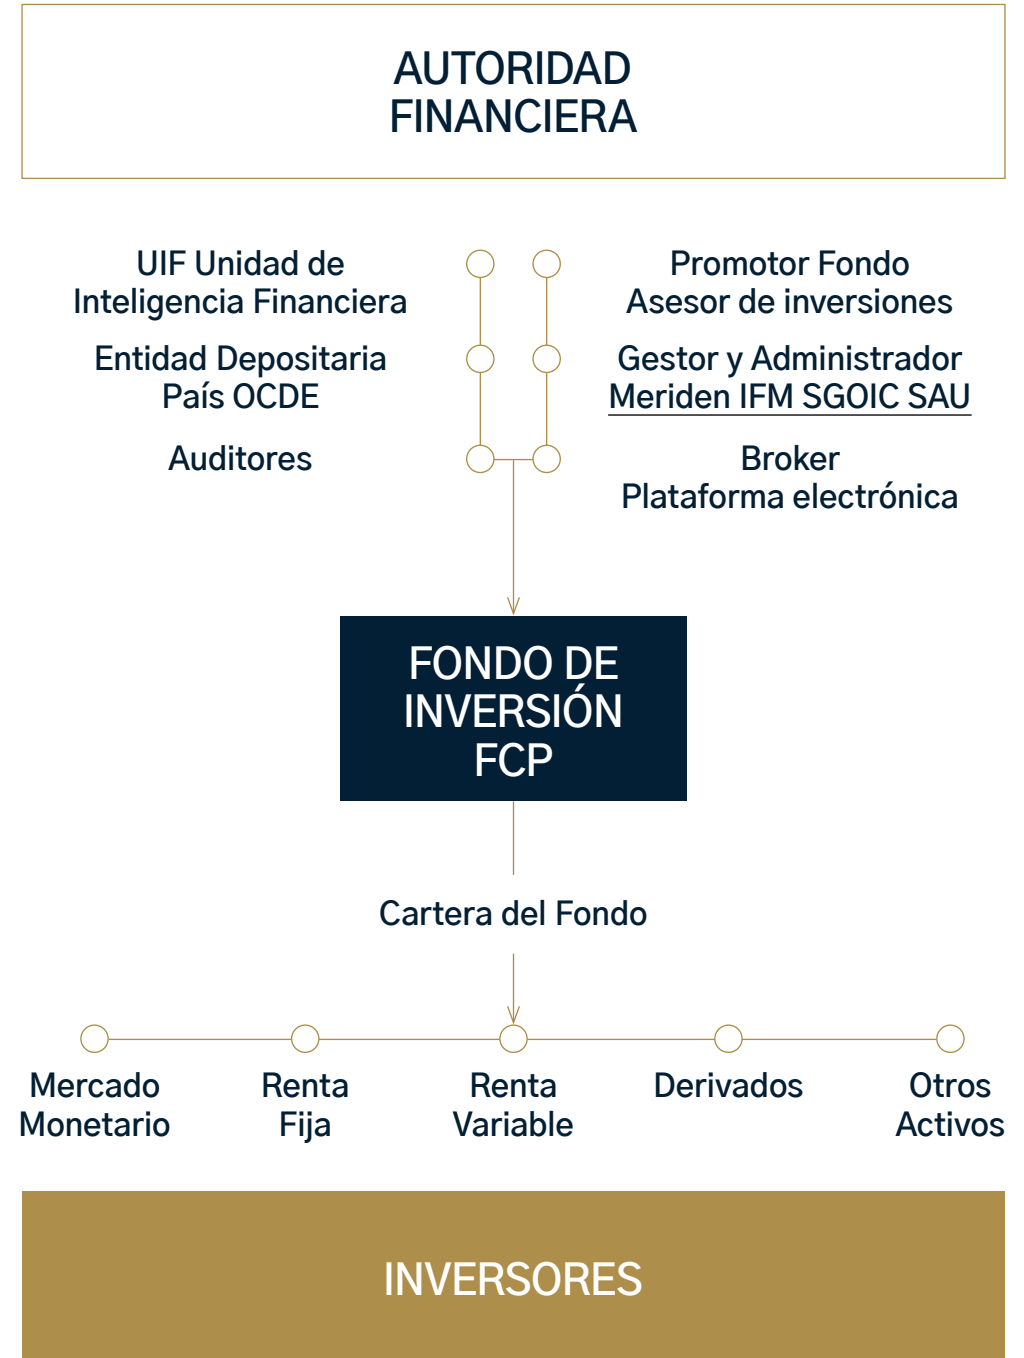 AUTORIDAD
FINANCIERA
UIF Unidad de
Inteligencia Financiera
Promotor Fondo
Asesor de inversiones
Entidad Depositaria
País OCDE
Gestor y Administrador
Meriden IFM SGOIC SAU
Auditores
Broker
Plataforma electrónica
FONDO DE
INVERSIÓN
FCP
Cartera del Fondo
Mercado
Monetario
Renta
Fija
Renta
Variable
Derivados
Otros
Activos
INVERSORES